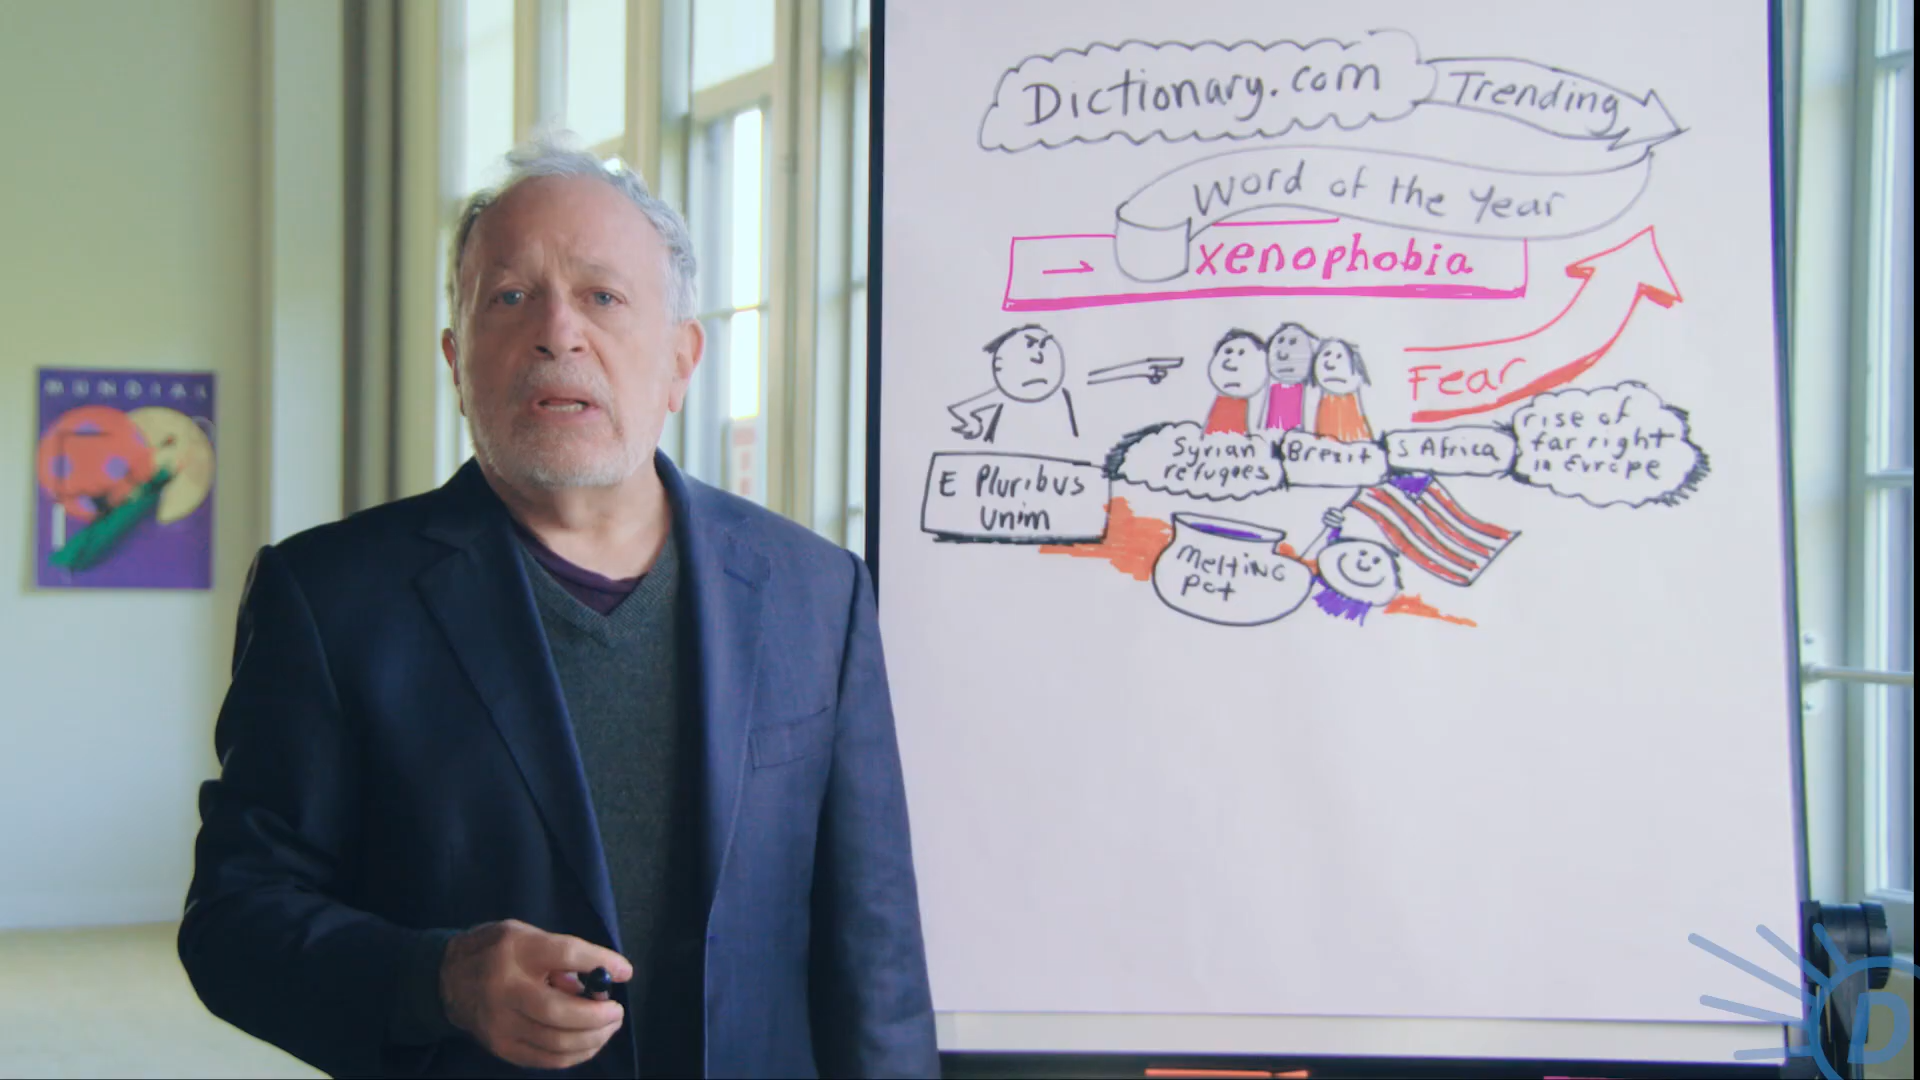 MUNDIAL
Dictionary.com
Trending
Word of the Year
xenophobia
Fear
Syrian
refugees
Brexit
S Africa
rise of
far right
in Europe
E Pluribus
Unim
Melting
Pot
D